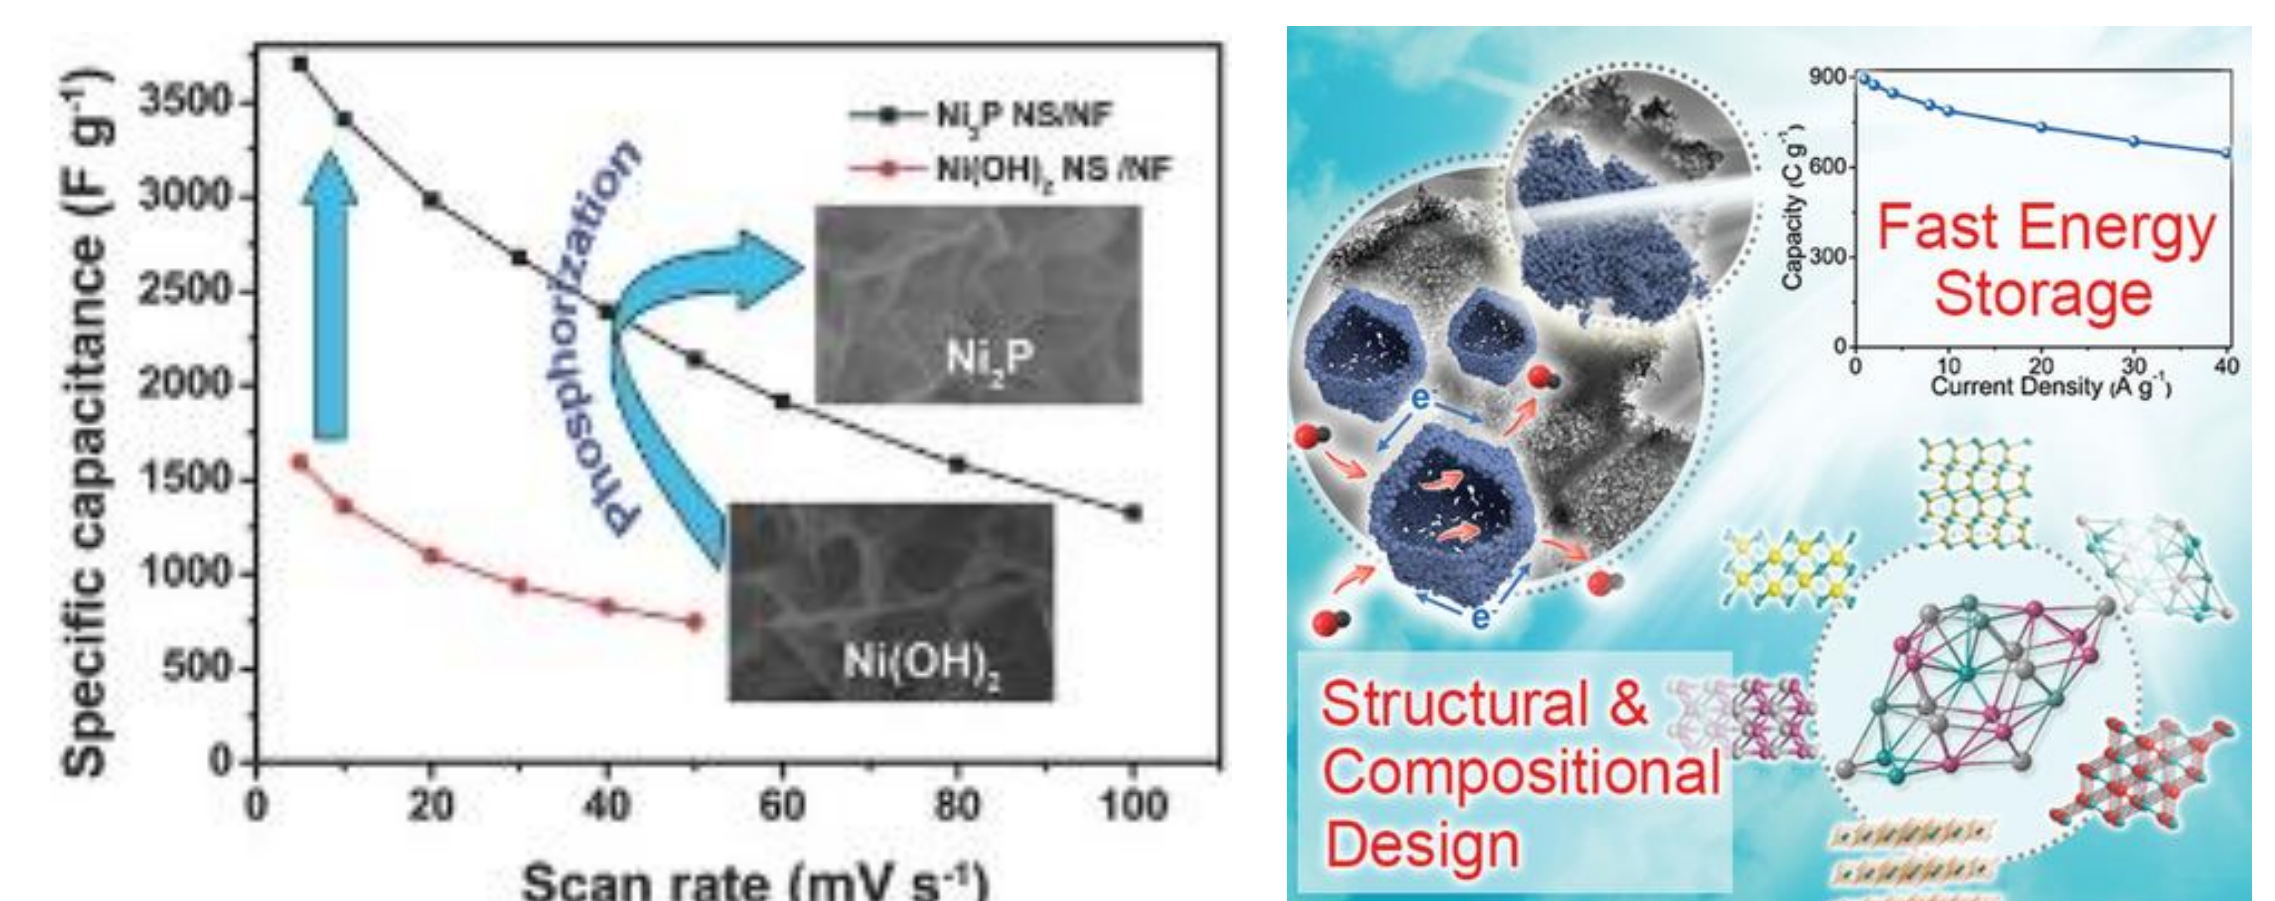 Specific capacitance (F g⁻¹)
3500
3000
2500
2000
1500
1000
500
0
0 20 40 60 80 100
Scan rate (mV s⁻¹)
Ni₂P NS/NF
Ni(OH)₂ NS /NF
Phosphorization
Ni₂P
Ni(OH)₂
Capacity (C g⁻¹)
900
600
300
0
0 10 20 30 40
Current Density (A g⁻¹)
Fast Energy
Storage
e⁻
e⁻
Structural &
Compositional
Design